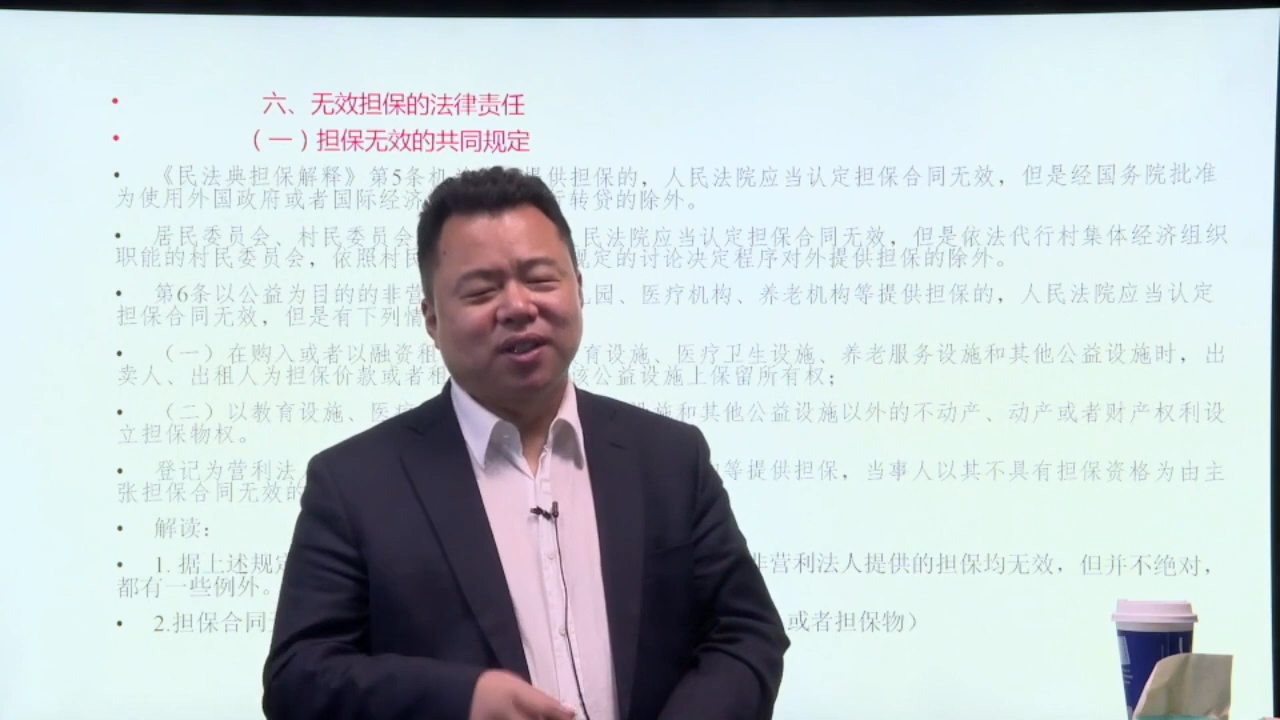 六、无效担保的法律责任
（一）担保无效的共同规定
《民法典担保解释》第5条机 提供担保的，人民法院应当认定担保合同无效，但是经国务院批准
为使用外国政府或者国际经济 转贷的除外。
居民委员会、村民委员会 民法院应当认定担保合同无效，但是依法代行村集体经济组织
职能的村民委员会，依照村民 规定的讨论决定程序对外提供担保的除外。
第6条以公益为目的的非营 儿园、医疗机构、养老机构等提供担保的，人民法院应当认定
担保合同无效，但是有下列情
（一）在购入或者以融资租 育设施、医疗卫生设施、养老服务设施和其他公益设施时，出
卖人、出租人为担保价款或者租 该公益设施上保留所有权；
（二）以教育设施、医疗 设施和其他公益设施以外的不动产、动产或者财产权利设
立担保物权。
登记为营利法 等提供担保，当事人以其不具有担保资格为由主
张担保合同无效的
解读：
1. 据上述规定 非营利法人提供的担保均无效，但并不绝对，
都有一些例外。
2.担保合同 或者担保物）